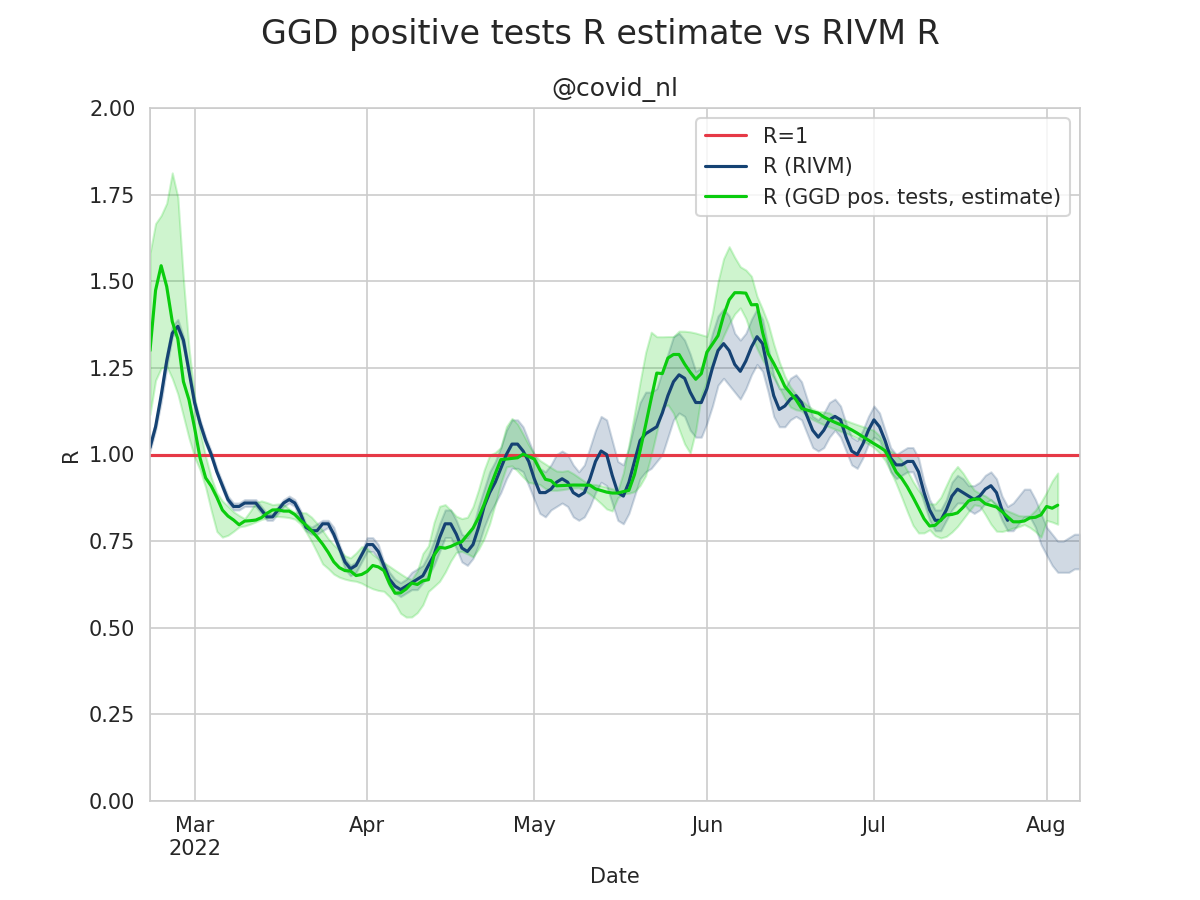 GGD positive tests R estimate vs RIVM R
@covid_nl
2.00
1.75
1.50
1.25
1.00
0.75
0.50
0.25
0.00
R
R=1
R (RIVM)
R (GGD pos. tests, estimate)
Mar Apr May Jun Jul Aug
2022
Date